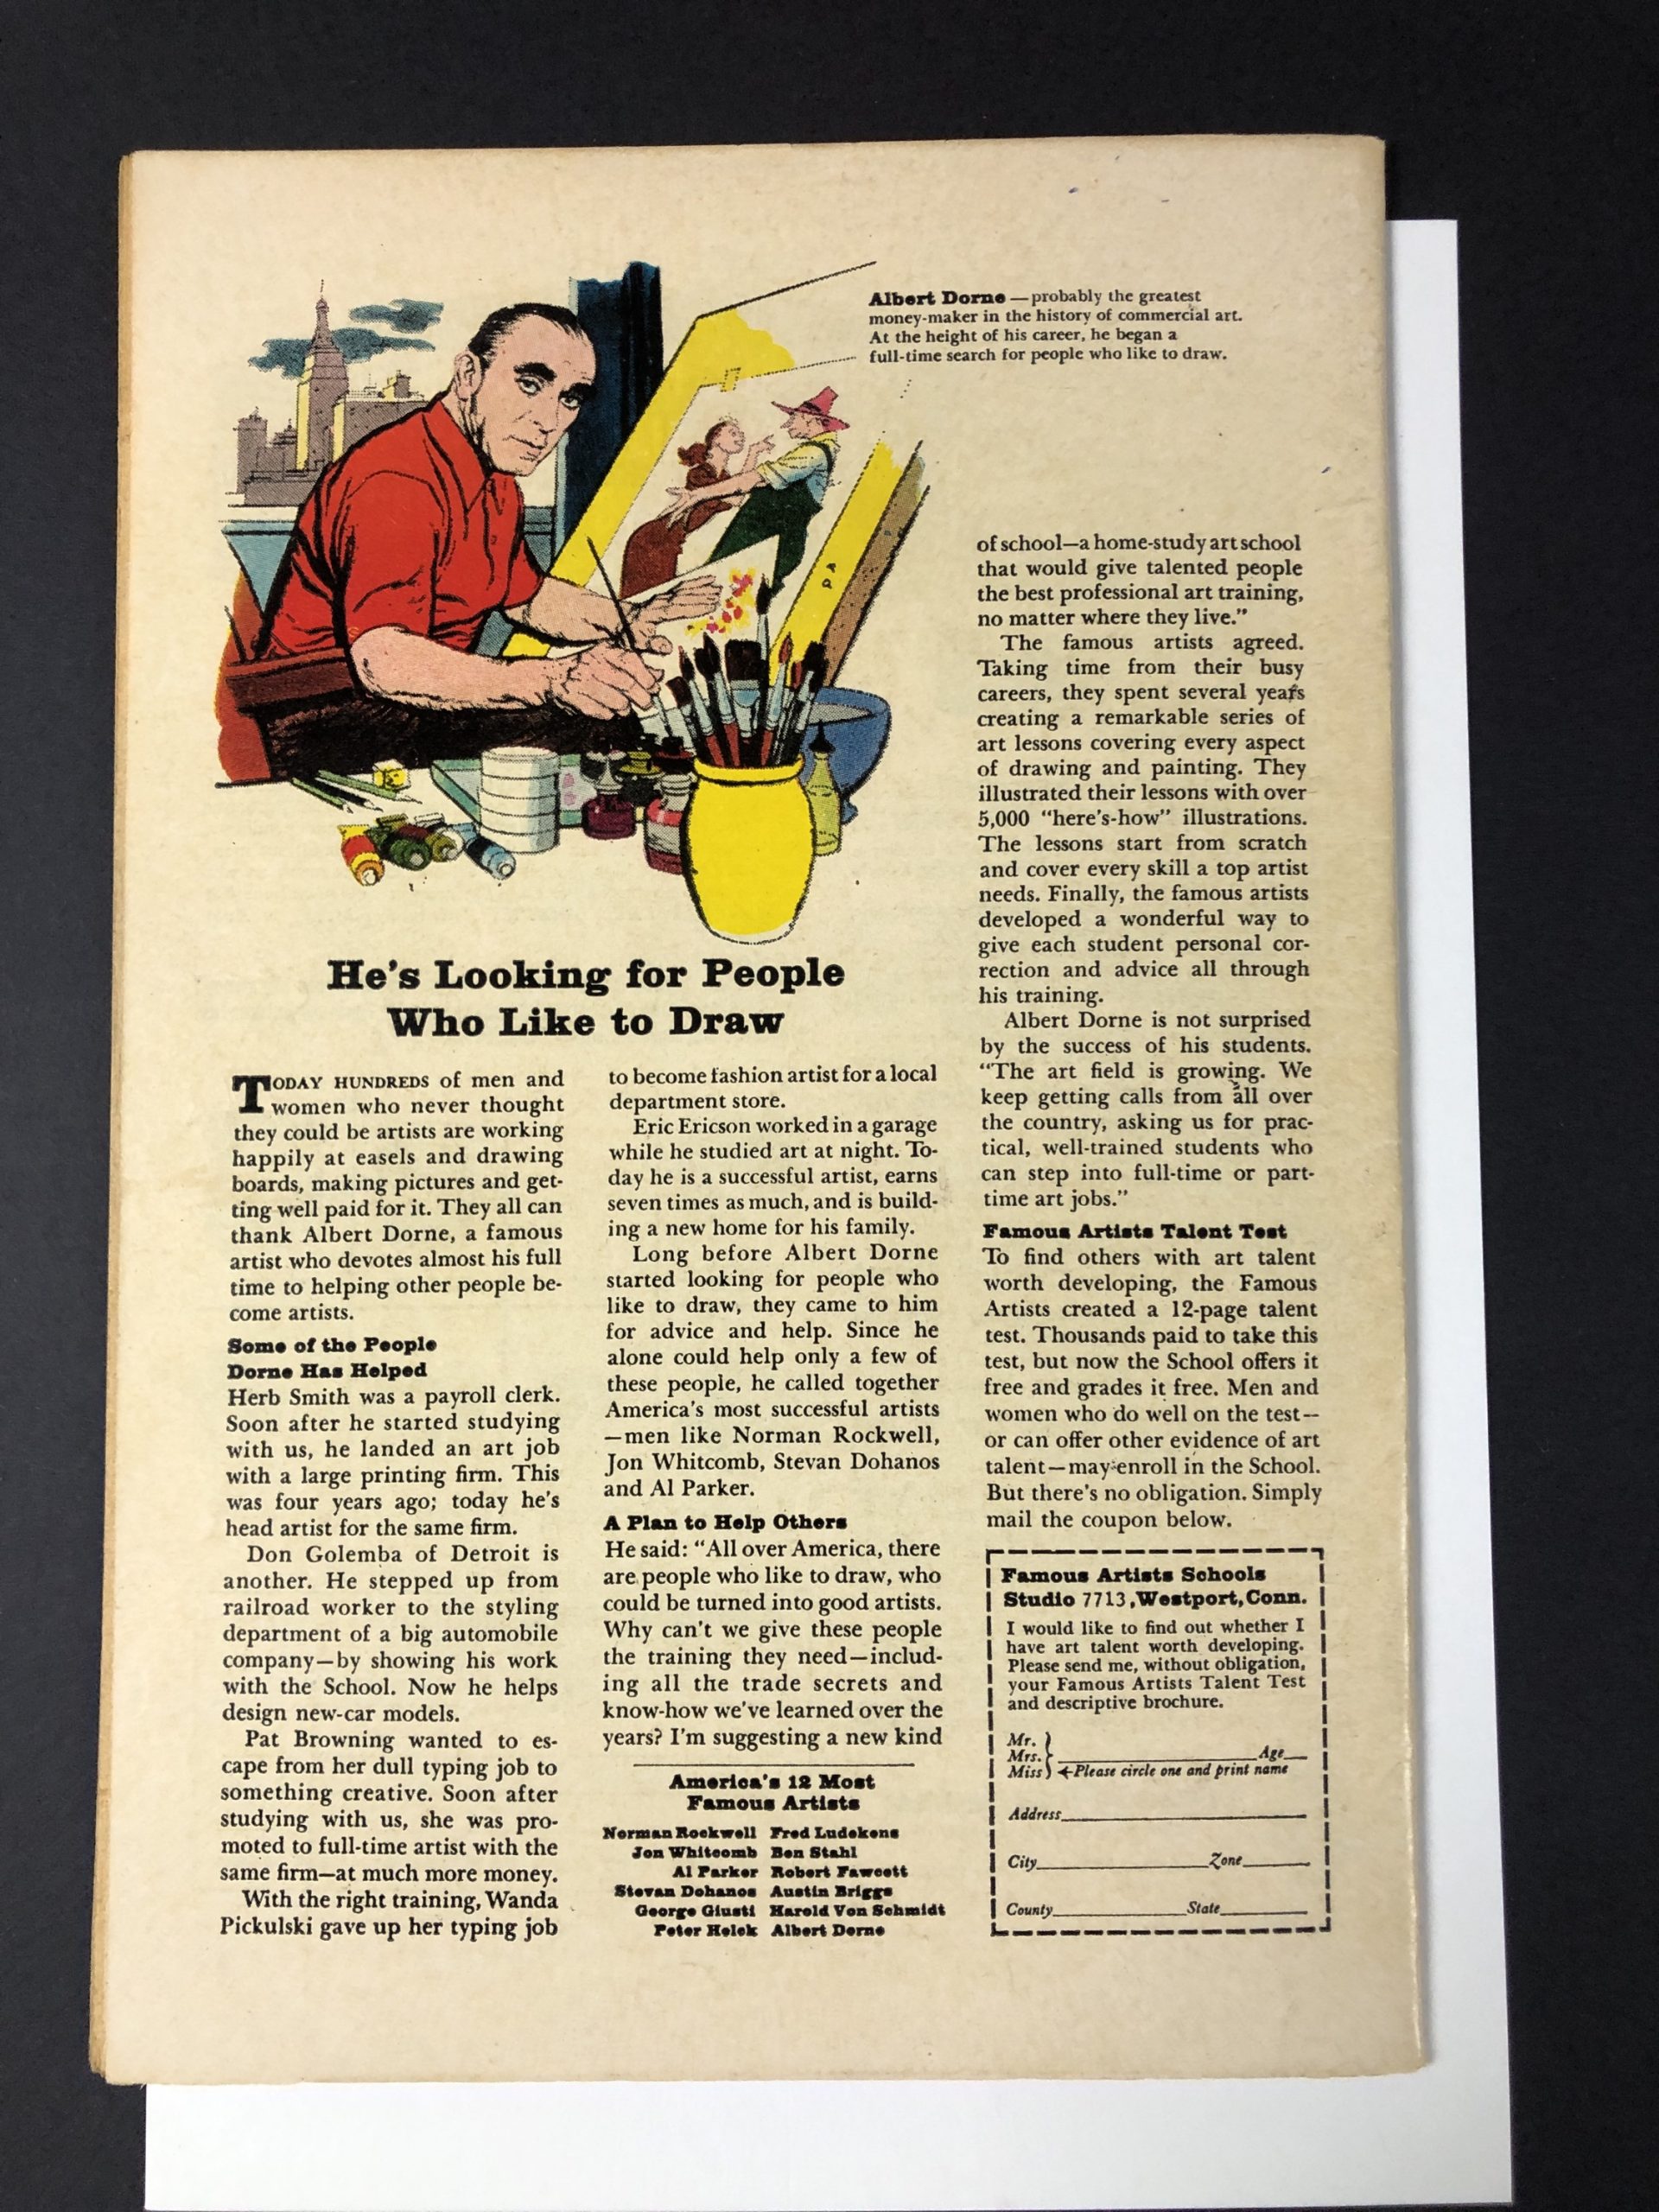 Albert Dorne—probably the greatest
money-maker in the history of commercial art.
At the height of his career, he began a
full-time search for people who like to draw.
He's Looking for People
Who Like to Draw
TODAY HUNDREDS of men and
women who never thought
they could be artists are working
happily at easels and drawing
boards, making pictures and get-
ting well paid for it. They all can
thank Albert Dorne, a famous
artist who devotes almost his full
time to helping other people be-
come artists.
Some of the People
Dorne Has Helped
Herb Smith was a payroll clerk.
Soon after he started studying
with us, he landed an art job
with a large printing firm. This
was four years ago; today he's
head artist for the same firm.
Don Golemba of Detroit is
another. He stepped up from
railroad worker to the styling
department of a big automobile
company—by showing his work
with the School. Now he helps
design new-car models.
Pat Browning wanted to es-
cape from her dull typing job to
something creative. Soon after
studying with us, she was pro-
moted to full-time artist with the
same firm—at much more money.
With the right training, Wanda
Pickulski gave up her typing job
to become fashion artist for a local
department store.
Eric Ericson worked in a garage
while he studied art at night. To-
day he is a successful artist, earns
seven times as much, and is build-
ing a new home for his family.
Long before Albert Dorne
started looking for people who
like to draw, they came to him
for advice and help. Since he
alone could help only a few of
these people, he called together
America's most successful artists
—men like Norman Rockwell,
Jon Whitcomb, Stevan Dohanos
and Al Parker.
A Plan to Help Others
He said: "All over America, there
are people who like to draw, who
could be turned into good artists.
Why can't we give these people
the training they need—includ-
ing all the trade secrets and
know-how we've learned over the
years? I'm suggesting a new kind
America's 12 Most
Famous Artists
Norman Rockwell Fred Ludekens
Jon Whitcomb Ben Stahl
Al Parker Robert Fawcett
Stevan Dohanos Austin Briggs
George Giusti Harold Von Schmidt
Peter Helck Albert Dorne
of school—a home-study art school
that would give talented people
the best professional art training,
no matter where they live."
The famous artists agreed.
Taking time from their busy
careers, they spent several years
creating a remarkable series of
art lessons covering every aspect
of drawing and painting. They
illustrated their lessons with over
5,000 "here's-how" illustrations.
The lessons start from scratch
and cover every skill a top artist
needs. Finally, the famous artists
developed a wonderful way to
give each student personal cor-
rection and advice all through
his training.
Albert Dorne is not surprised
by the success of his students.
"The art field is growing. We
keep getting calls from all over
the country, asking us for prac-
tical, well-trained students who
can step into full-time or part-
time art jobs."
Famous Artists Talent Test
To find others with art talent
worth developing, the Famous
Artists created a 12-page talent
test. Thousands paid to take this
test, but now the School offers it
free and grades it free. Men and
women who do well on the test—
or can offer other evidence of art
talent—may enroll in the School.
But there's no obligation. Simply
mail the coupon below.
Famous Artists Schools
Studio 7713, Westport, Conn.
I would like to find out whether I
have art talent worth developing.
Please send me, without obligation,
your Famous Artists Talent Test
and descriptive brochure.
Mr.
Mrs. Age
Miss ←Please circle one and print name
Address
City Zone
County State